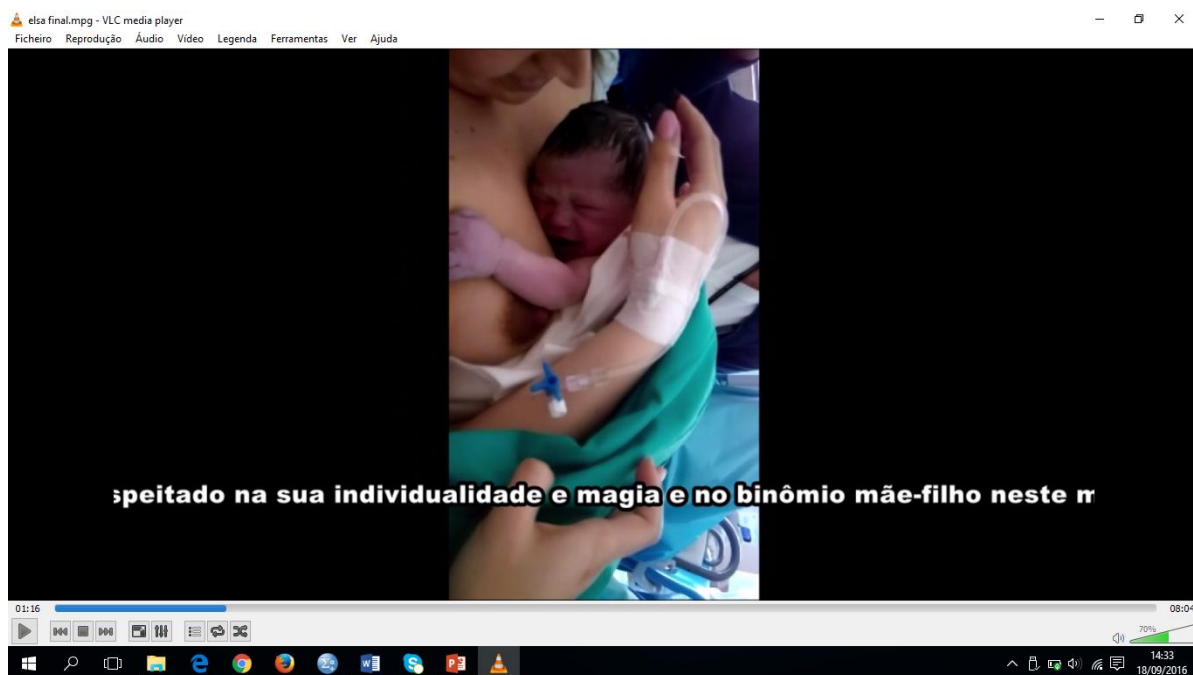 elsa final.mpg - VLC media player
Ficheiro Reprodução Áudio Vídeo Legenda Ferramentas Ver Ajuda
speitado na sua individualidade e magia e no binômio mãe-filho neste m
01:16
08:04
70%
14:33
18/09/2016